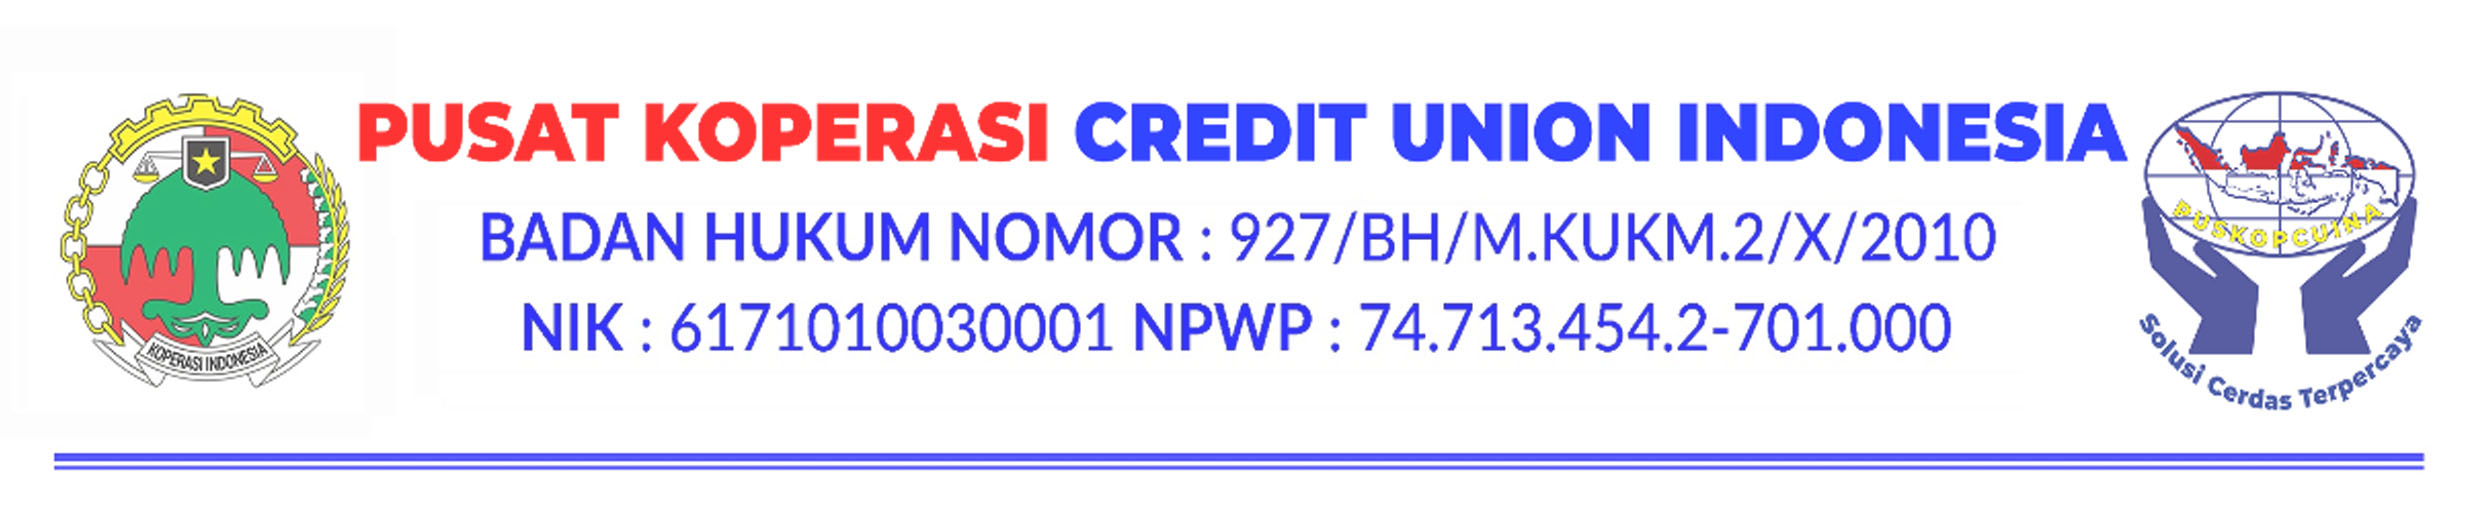 PUSAT KOPERASI CREDIT UNION INDONESIA
BADAN HUKUM NOMOR : 927/BH/M.KUKM.2/X/2010
NIK : 6171010030001 NPWP : 74.713.454.2-701.000
KOPERASI INDONESIA
PUSKOPCUINA
Solusi Cerdas Terpercaya